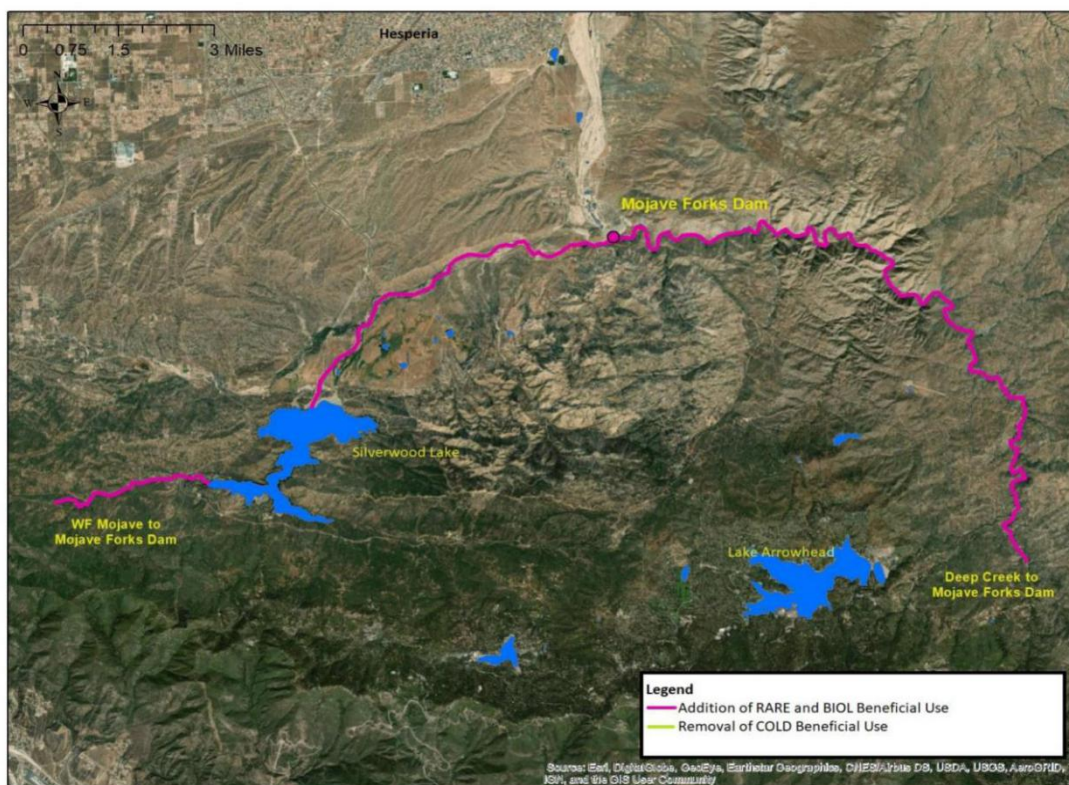 Hesperia
0 0.75 1.5 3 Miles
N
W E
S
Mojave Forks Dam
Silverwood Lake
WF Mojave to
Mojave Forks Dam
Lake Arrowhead
Deep Creek to
Mojave Forks Dam
Legend
Addition of RARE and BIOL Beneficial Use
Removal of COLD Beneficial Use
Source: Esri, DigitalGlobe, GeoEye, Earthstar Geographics, CNES/Airbus DS, USDA, USGS, AeroGRID,
IGN, and the GIS User Community